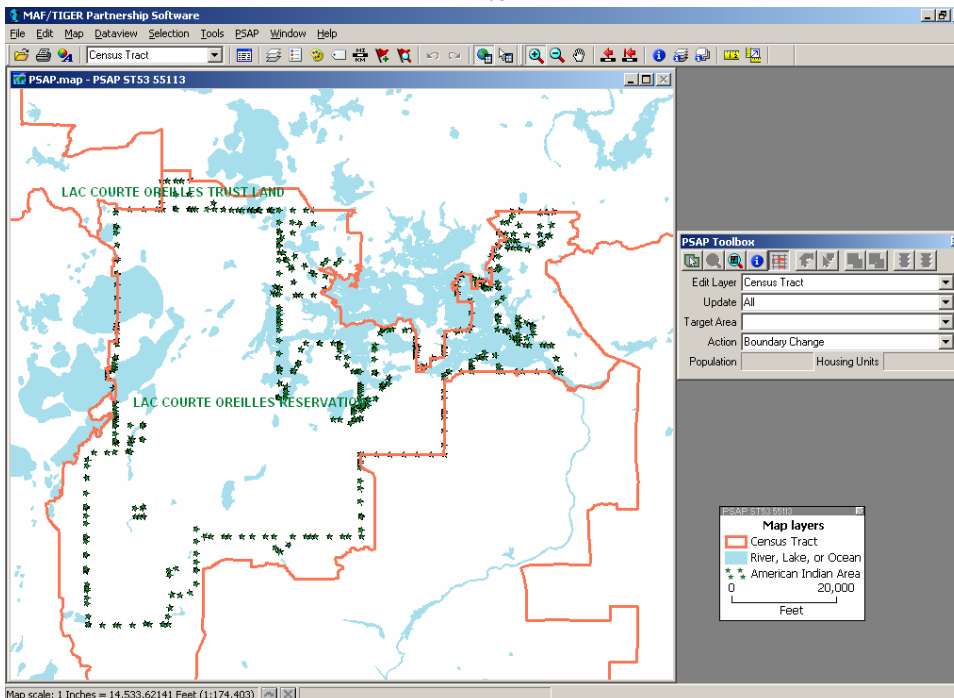 MAF/TIGER Partnership Software
File Edit Map Dataview Selection Tools PSAP Window Help
Census Tract
PSAP.map - PSAP ST53 55113
LAC COURTE OREILLES TRUST LAND
LAC COURTE OREILLES RESERVATION
PSAP Toolbox
Edit Layer Census Tract
Update All
Target Area
Action Boundary Change
Population Housing Units
PSAP ST53 55113
Map layers
Census Tract
River, Lake, or Ocean
American Indian Area
0 20,000
Feet
Map scale: 1 Inches = 14,533.62141 Feet (1:174,403)